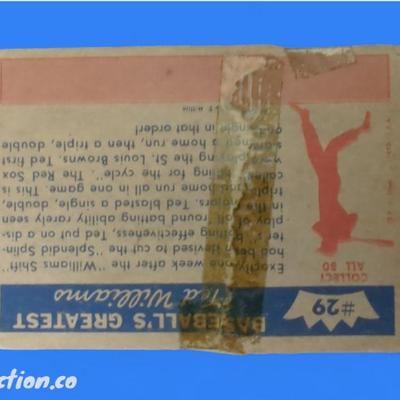 #29
BASEBALL'S GREATEST
Ted Williams
COLLECT
ALL 80
Exactly one week after the "Williams Shift"
had been devised to cut the "Splendid Splin-
ter's" batting effectiveness, Ted put on a dis-
play of all 'round batting ability rarely seen
Ted blasted a single, double,
triple and home run all in one game. This is
called "hitting for the cycle". The Red Sox
were playing the St. Louis Browns. Ted first
slammed a home run, then a triple, double
and single in that order!
ction.co